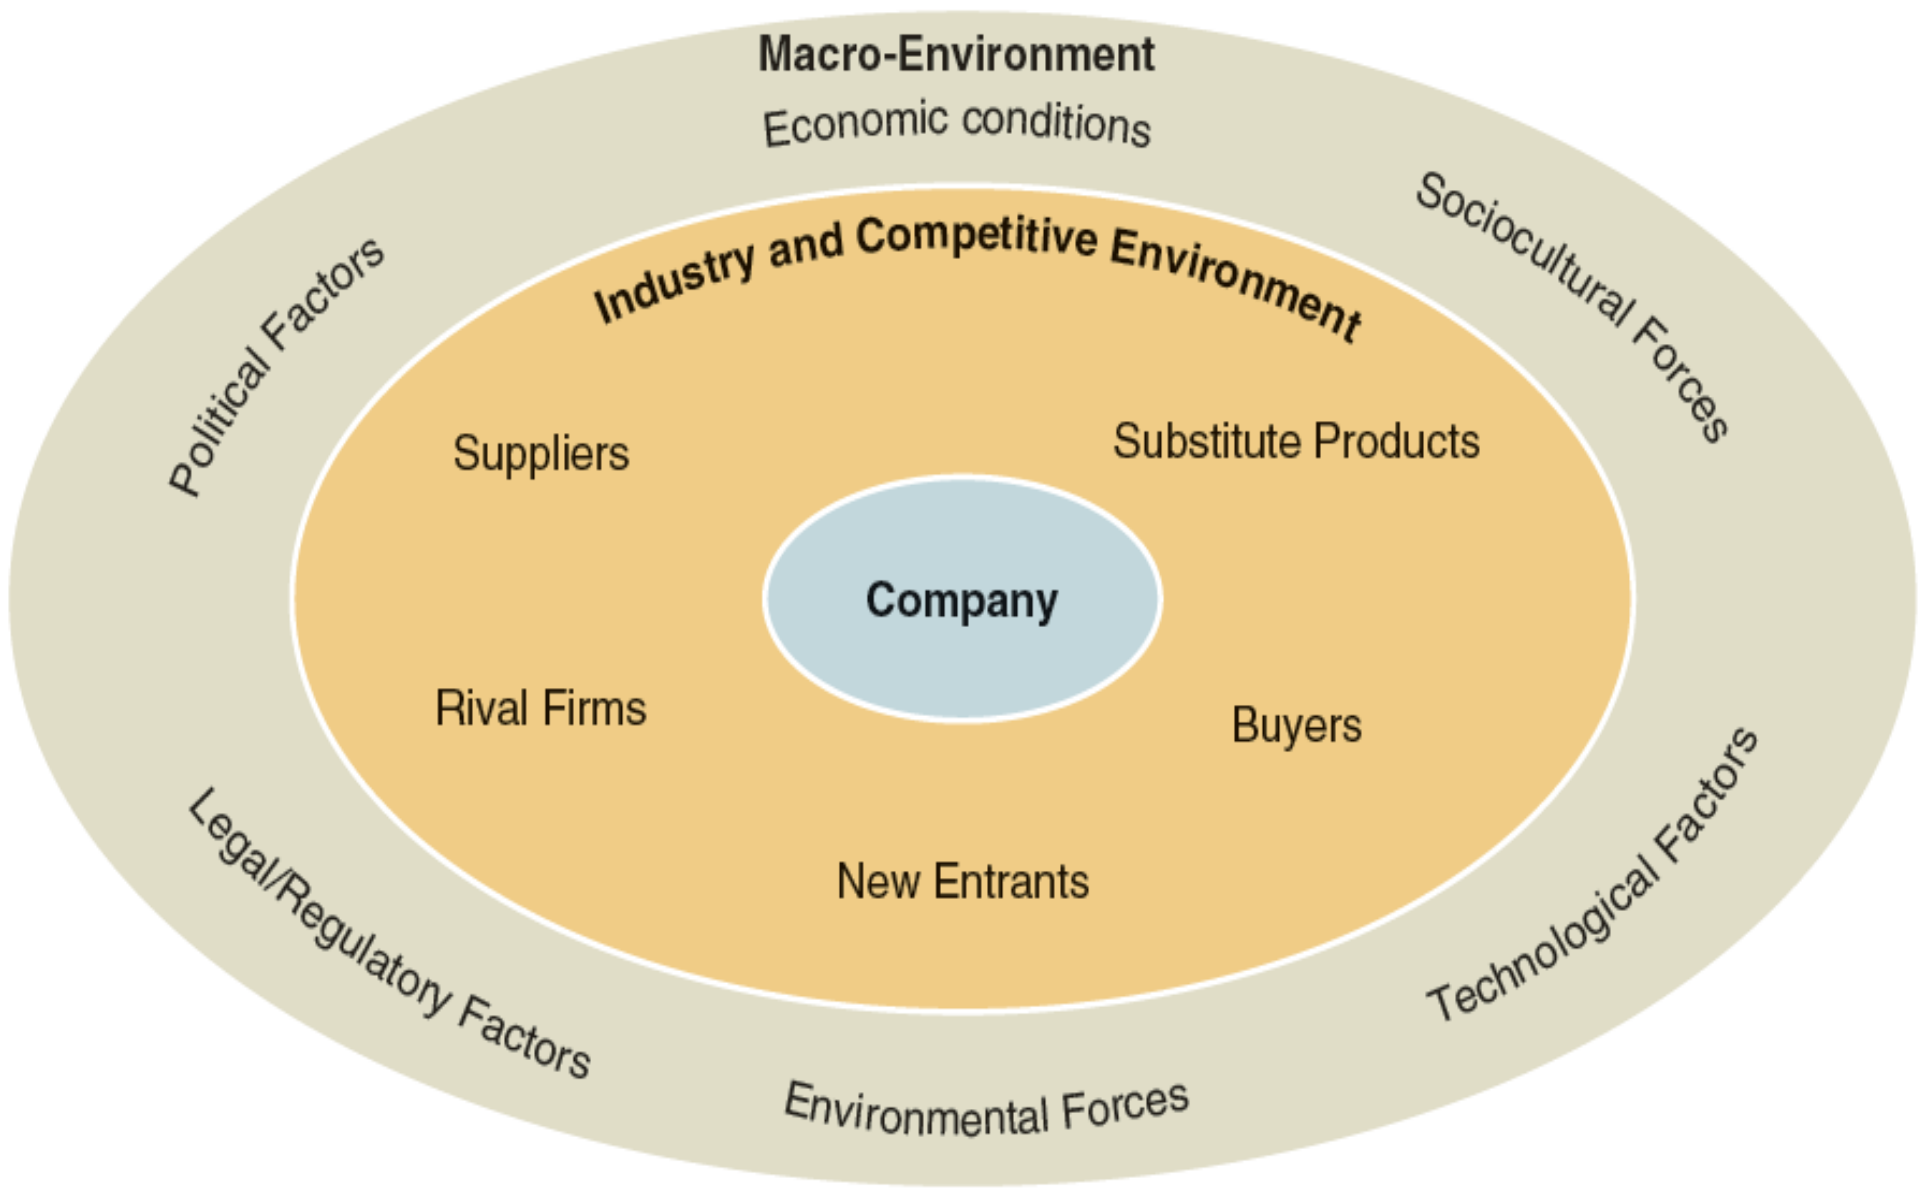 Macro-Environment
Economic conditions
Sociocultural Forces
Political Factors
Industry and Competitive Environment
Suppliers
Substitute Products
Company
Rival Firms
Buyers
New Entrants
Legal/Regulatory Factors
Technological Factors
Environmental Forces